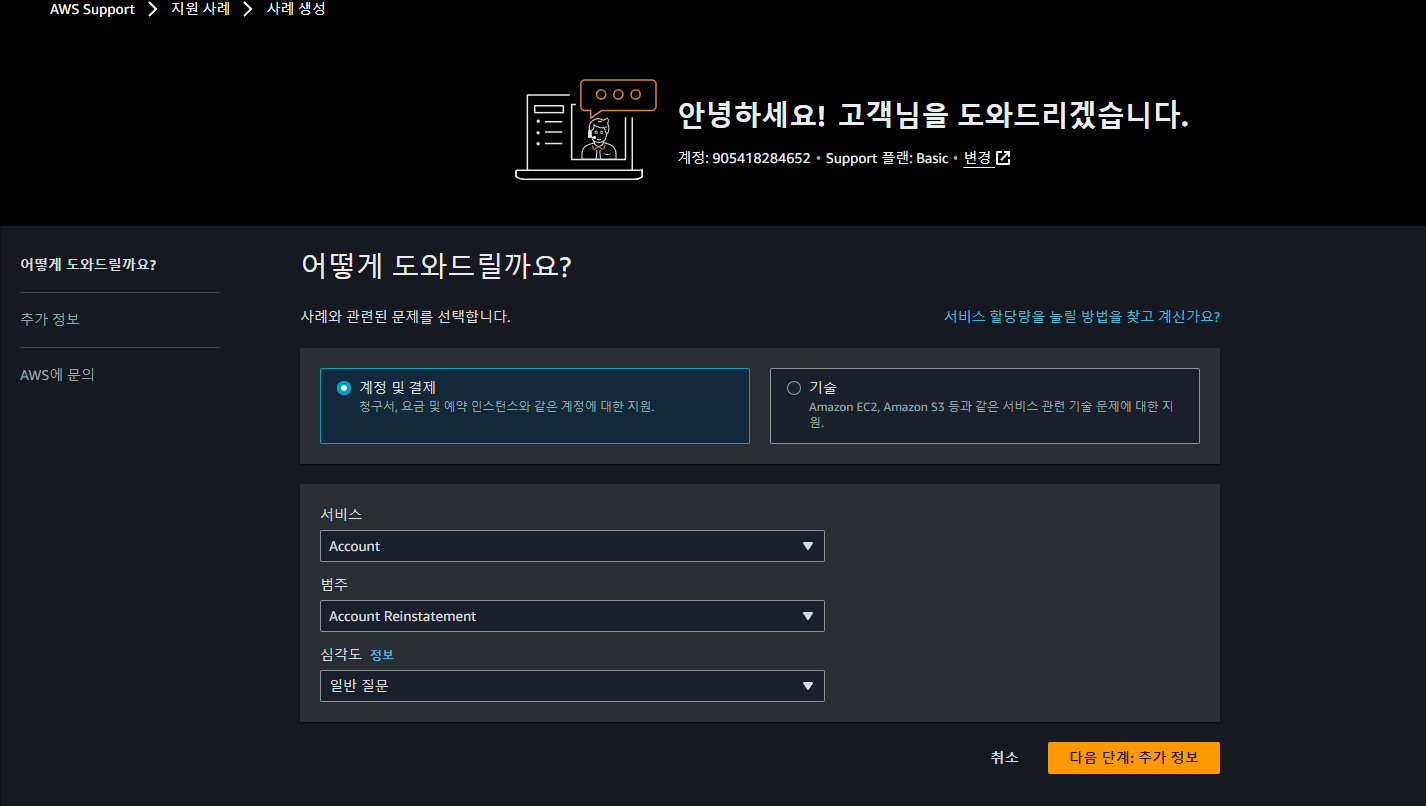 AWS Support > 지원 사례 > 사례 생성
안녕하세요! 고객님을 도와드리겠습니다.
계정: 905418284652 • Support 플랜: Basic • 변경
어떻게 도와드릴까요?
추가 정보
AWS에 문의
어떻게 도와드릴까요?
사례와 관련된 문제를 선택합니다.
서비스 할당량을 늘릴 방법을 찾고 계신가요?
계정 및 결제
청구서, 요금 및 예약 인스턴스와 같은 계정에 대한 지원.
기술
Amazon EC2, Amazon S3 등과 같은 서비스 관련 기술 문제에 대한 지
원.
서비스
Account
범주
Account Reinstatement
심각도 정보
일반 질문
취소
다음 단계: 추가 정보